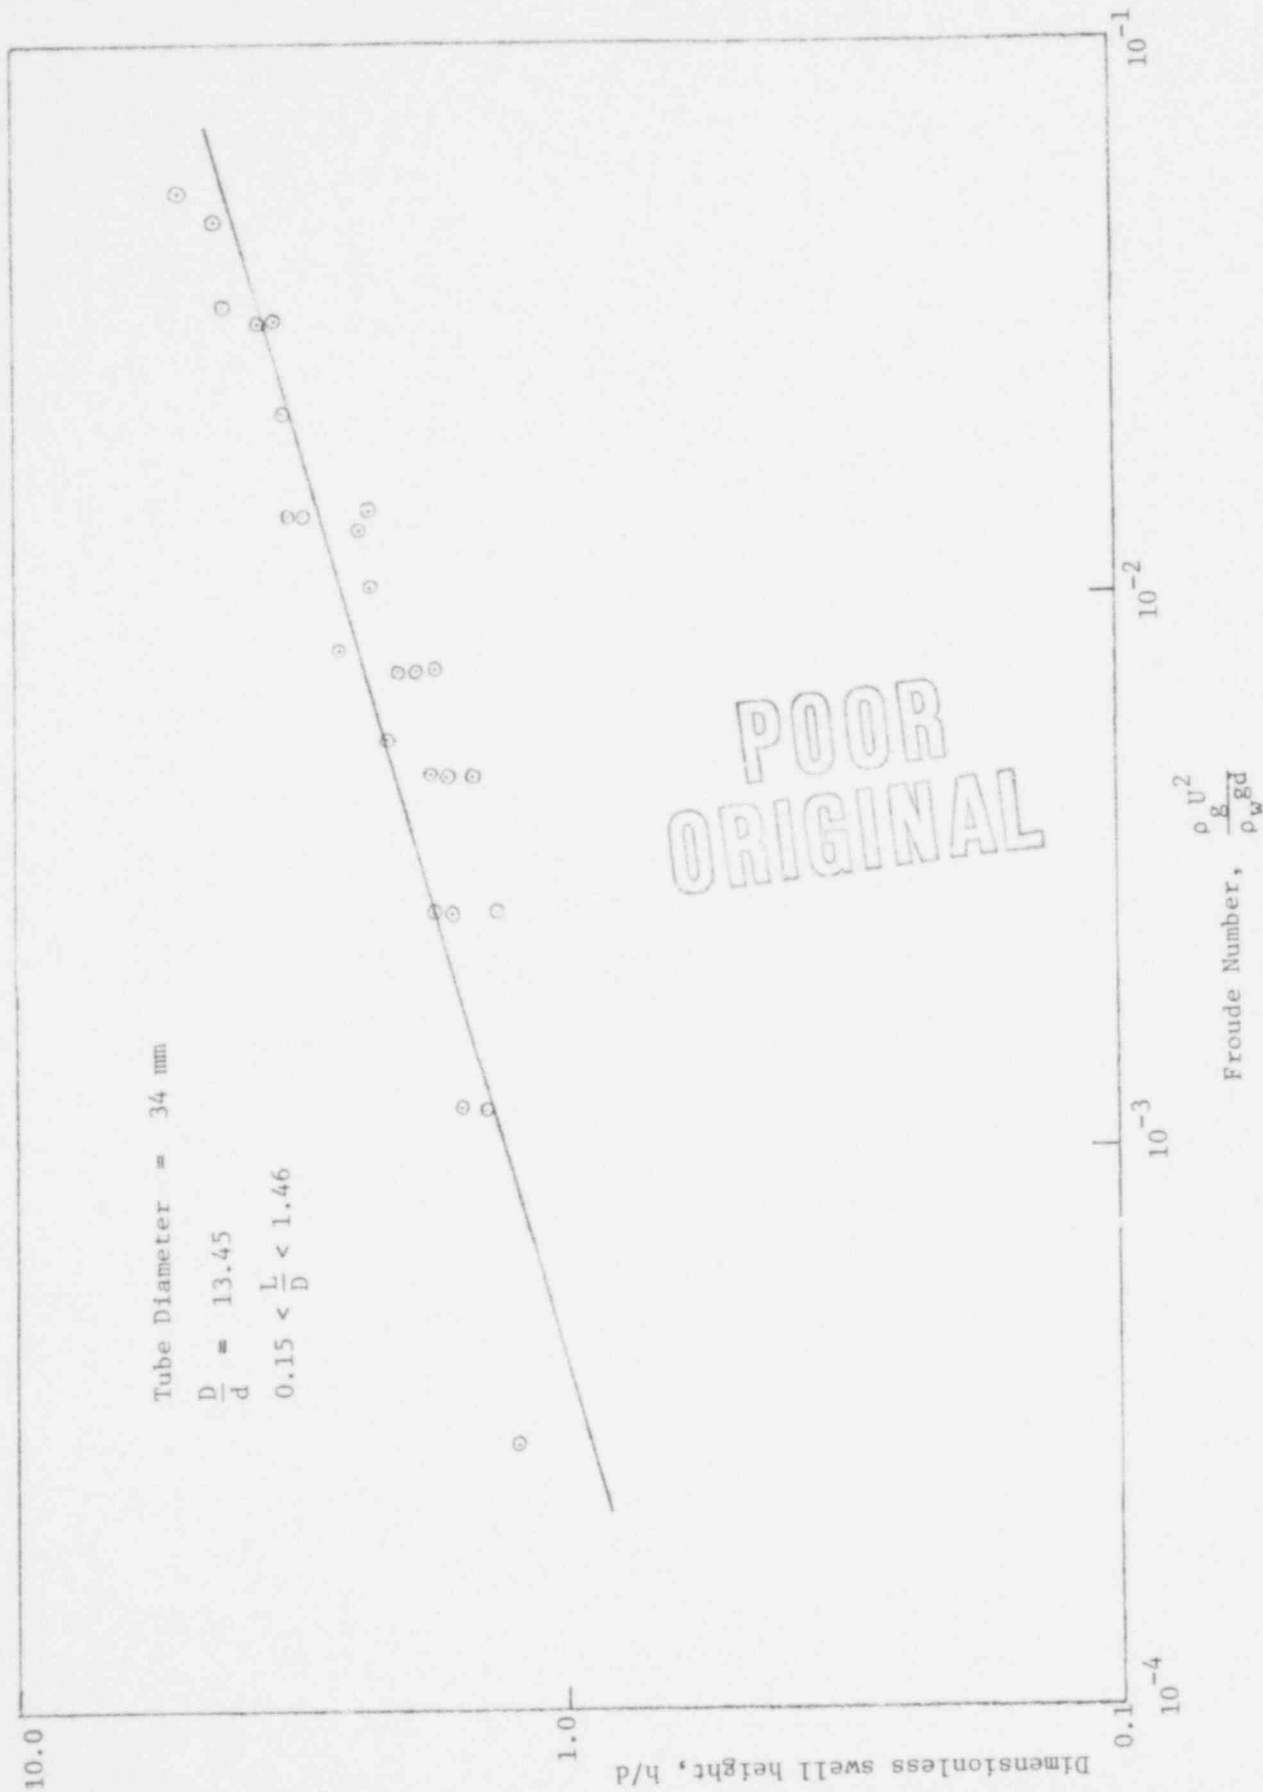 10.0
1.0
0.1
Dimensionless swell height, h/d
Tube Diameter = 34 mm
D/d = 13.45
0.15 < L/D < 1.46
POOR
ORIGINAL
10⁻⁴
10⁻³
10⁻²
10⁻¹
Froude Number, ρ_g U² / ρ_w gd